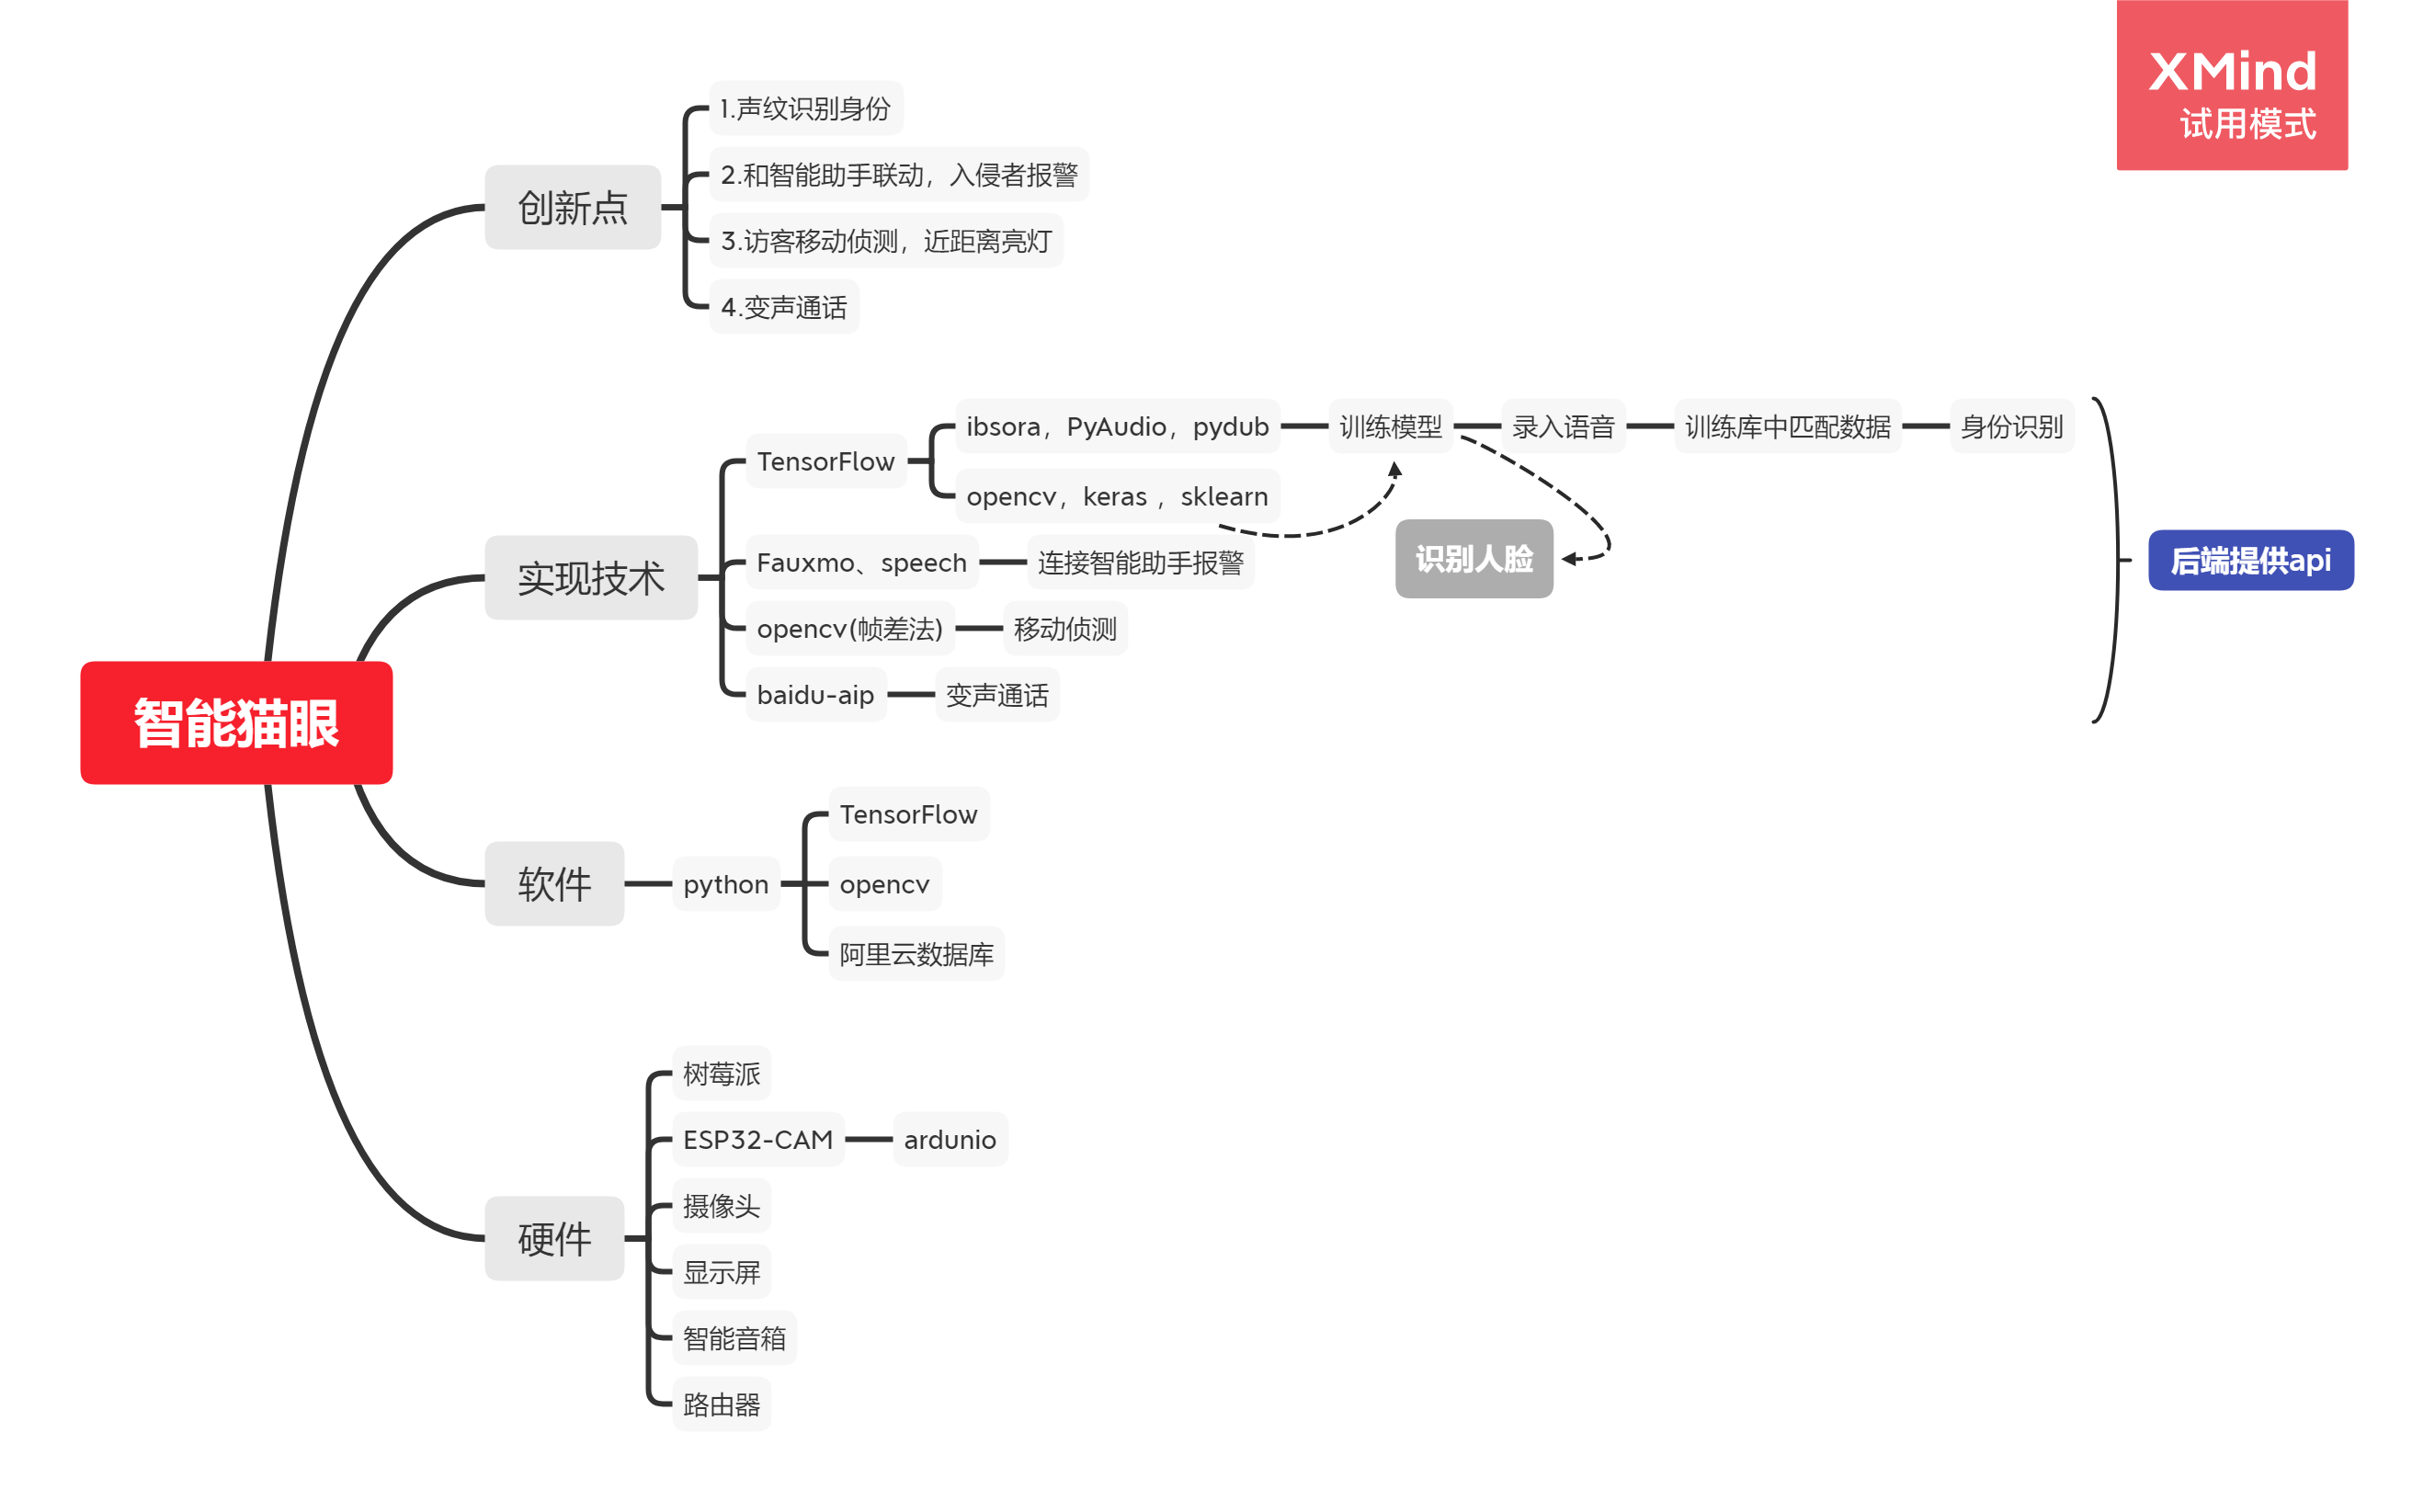 XMind
试用模式
智能猫眼
创新点
1.声纹识别身份
2.和智能助手联动，入侵者报警
3.访客移动侦测，近距离亮灯
4.变声通话
实现技术
TensorFlow
ibsora，PyAudio，pydub
训练模型
录入语音
训练库中匹配数据
身份识别
opencv，keras ，sklearn
识别人脸
Fauxmo、speech
连接智能助手报警
opencv(帧差法)
移动侦测
baidu-aip
变声通话
后端提供api
软件
python
TensorFlow
opencv
阿里云数据库
硬件
树莓派
ESP32-CAM
ardunio
摄像头
显示屏
智能音箱
路由器